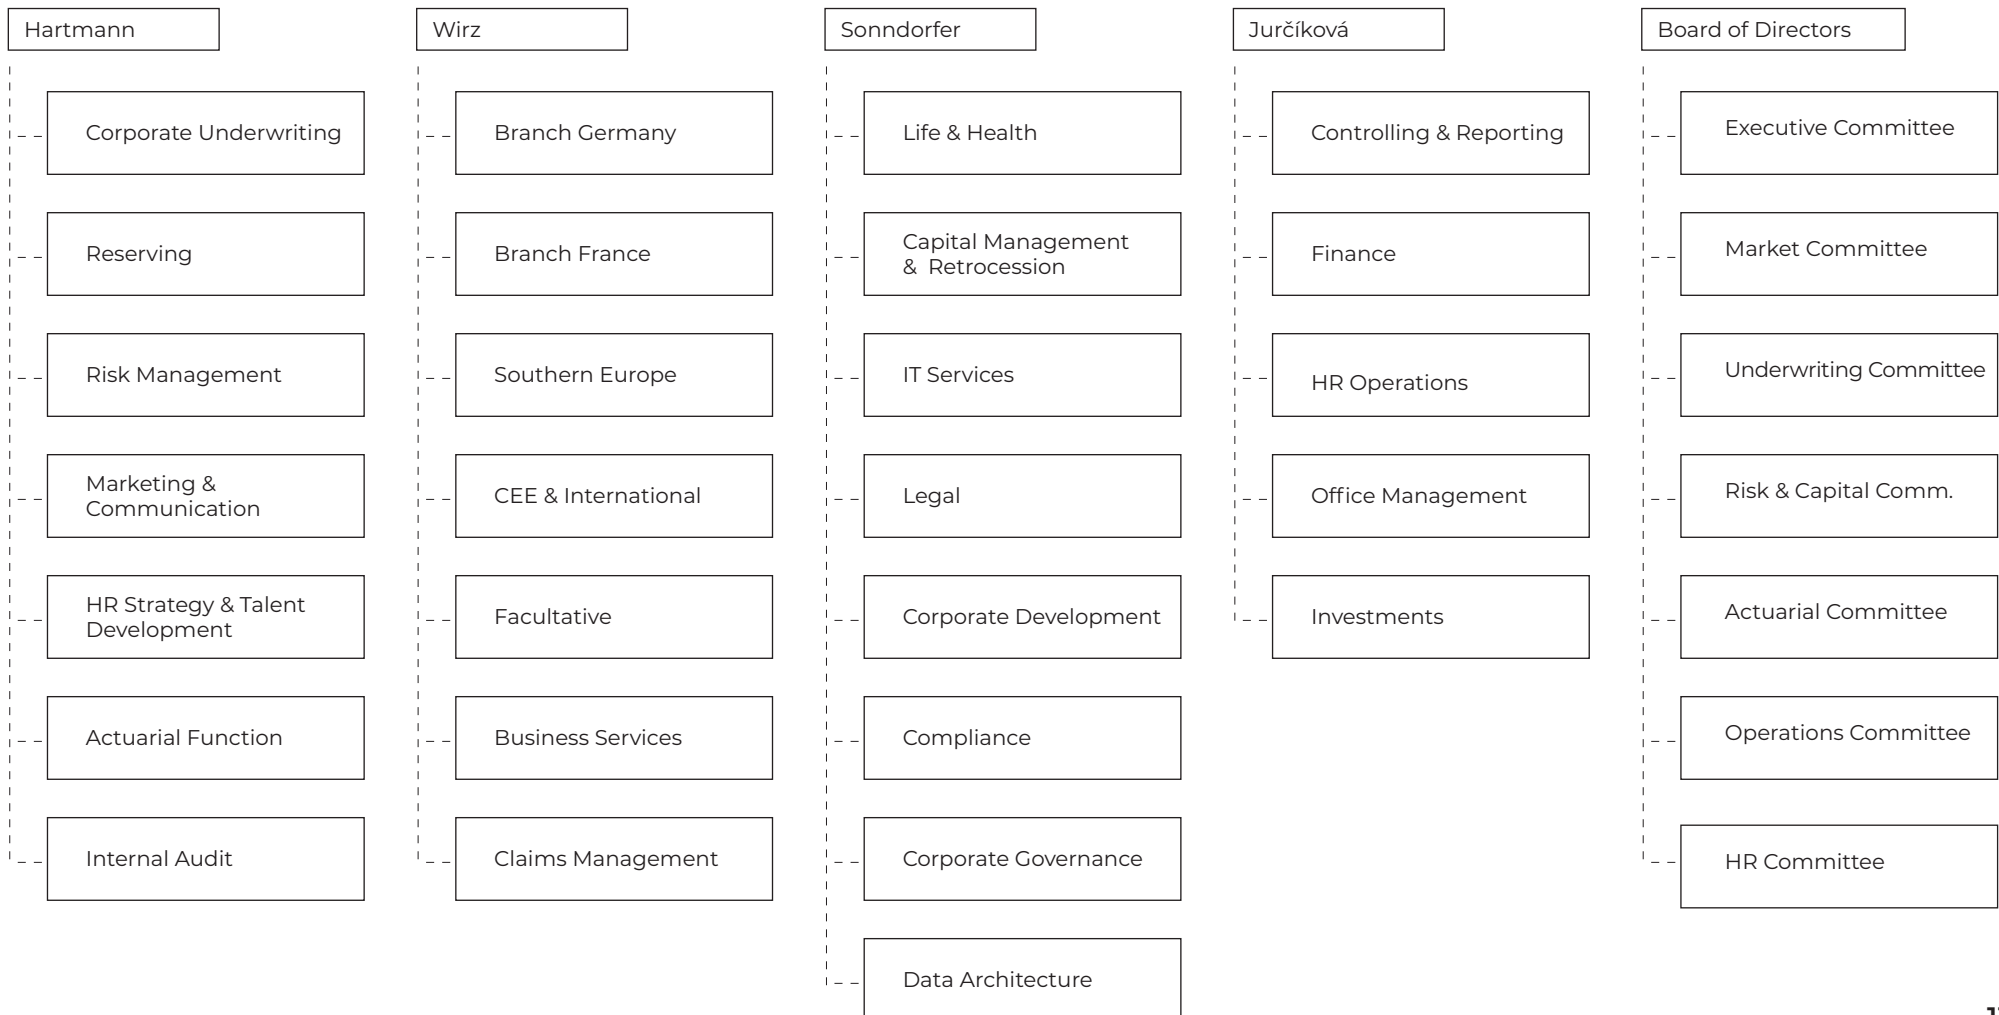 Hartmann
Corporate Underwriting
Reserving
Risk Management
Marketing &
Communication
HR Strategy & Talent
Development
Actuarial Function
Internal Audit
Wirz
Branch Germany
Branch France
Southern Europe
CEE & International
Facultative
Business Services
Claims Management
Sonndorfer
Life & Health
Capital Management
& Retrocession
IT Services
Legal
Corporate Development
Compliance
Corporate Governance
Data Architecture
Jurčíková
Controlling & Reporting
Finance
HR Operations
Office Management
Investments
Board of Directors
Executive Committee
Market Committee
Underwriting Committee
Risk & Capital Comm.
Actuarial Committee
Operations Committee
HR Committee